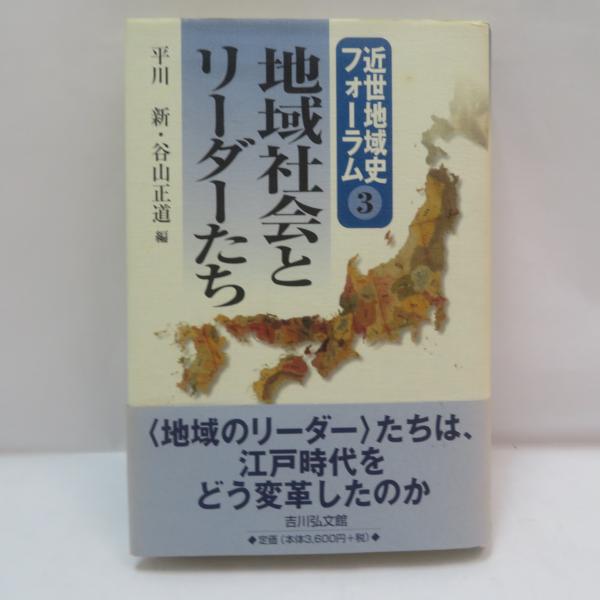 近世地域史
フォーラム
3
地域社会と
リーダーたち
平川 新・谷山正道 編
〈地域のリーダー〉たちは、
江戸時代を
どう変革したのか
吉川弘文館
◆定価（本体3,600円＋税）◆